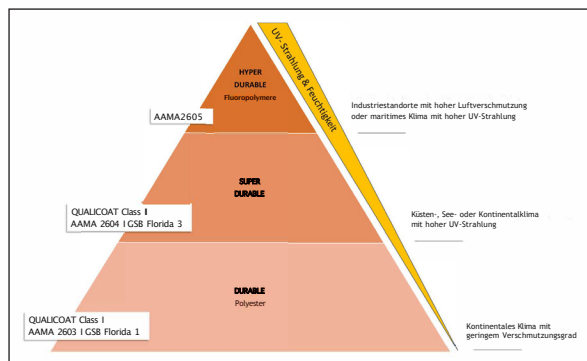 UV- Strahlung & Feuchtigkeit
HYPER
DURABLE
Fluoropolymere
AAMA2605
Industriestandorte mit hoher Luftverschmutzung
oder maritimes Klima mit hoher UV-Strahlung
SUPER
DURABLE
QUALICOAT Class I
AAMA 2604 I GSB Florida 3
Küsten-, See- oder Kontinentalklima
mit hoher UV-Strahlung
DURABLE
Polyester
QUALICOAT Class I
AAMA 2603 I GSB Florida 1
Kontinentales Klima mit
geringem Verschmutzungsgrad